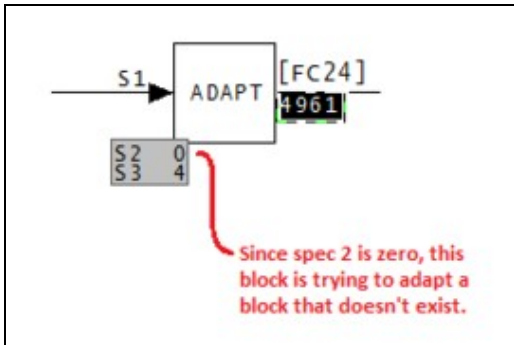 S1
ADAPT
[FC24]
4961
S2 0
S3 4
Since spec 2 is zero, this
block is trying to adapt a
block that doesn't exist.